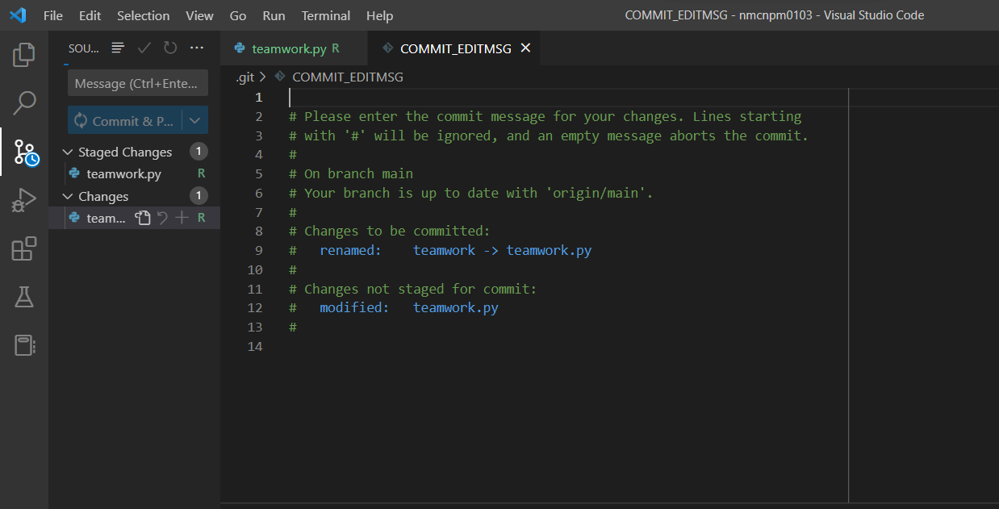 File Edit Selection View Go Run Terminal Help COMMIT_EDITMSG - nmcnpm0103 - Visual Studio Code
SOU... ...
teamwork.py R COMMIT_EDITMSG
.git > COMMIT_EDITMSG
Message (Ctrl+Ente...
Commit & P...
Staged Changes 1
teamwork.py R
Changes 1
team... R
1
2 # Please enter the commit message for your changes. Lines starting
3 # with '#' will be ignored, and an empty message aborts the commit.
4 #
5 # On branch main
6 # Your branch is up to date with 'origin/main'.
7 #
8 # Changes to be committed:
9 # renamed: teamwork -> teamwork.py
10 #
11 # Changes not staged for commit:
12 # modified: teamwork.py
13 #
14